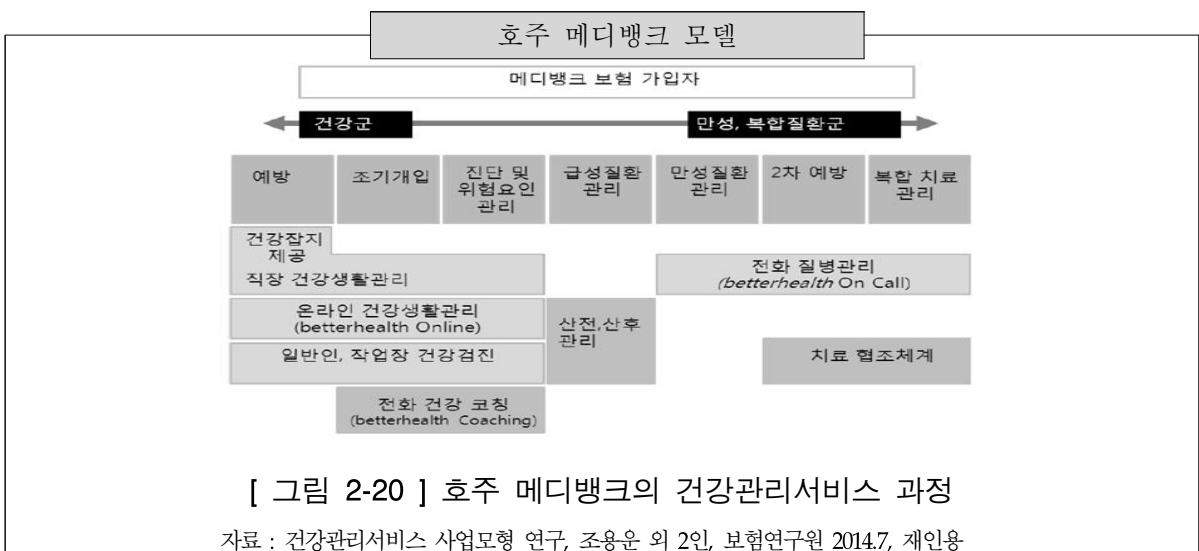 호주 메디뱅크 모델
메디뱅크 보험 가입자
건강군
만성, 복합질환군
예방
조기개입
진단 및
위험요인
관리
급성질환
관리
만성질환
관리
2차 예방
복합 치료
관리
건강잡지
제공
직장 건강생활관리
전화 질병관리
(betterhealth On Call)
온라인 건강생활관리
(betterhealth Online)
산전,산후
관리
일반인, 작업장 건강검진
치료 협조체계
전화 건강 코칭
(betterhealth Coaching)
[ 그림 2-20 ] 호주 메디뱅크의 건강관리서비스 과정
자료 : 건강관리서비스 사업모형 연구, 조용운 외 2인, 보험연구원 2014.7, 재인용